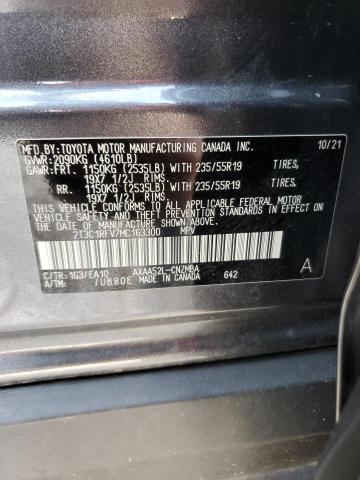 MFD.BY:TOYOTA MOTOR MANUFACTURING CANADA INC. 10/21
GVWR:2090KG (4610LB)
GAWR:FRT. 1150KG (2535LB) WITH 235/55R19 TIRES,
19X7 1/2J RIMS.
RR. 1150KG (2535LB) WITH 235/55R19 TIRES,
19X7 1/2J RIMS.
THIS VEHICLE CONFORMS TO ALL APPLICABLE FEDERAL MOTOR
VEHICLE SAFETY AND BUMPER STANDARDS IN EFFECT ON THE DATE
OF MANUFACTURE SHOWN ABOVE.
2T3C1RFV7MC163300 MPV
C/TR:1G3/EA10 AXAA52L-CNZMBA 642 A
A/TM: /UB80E MADE IN CANADA